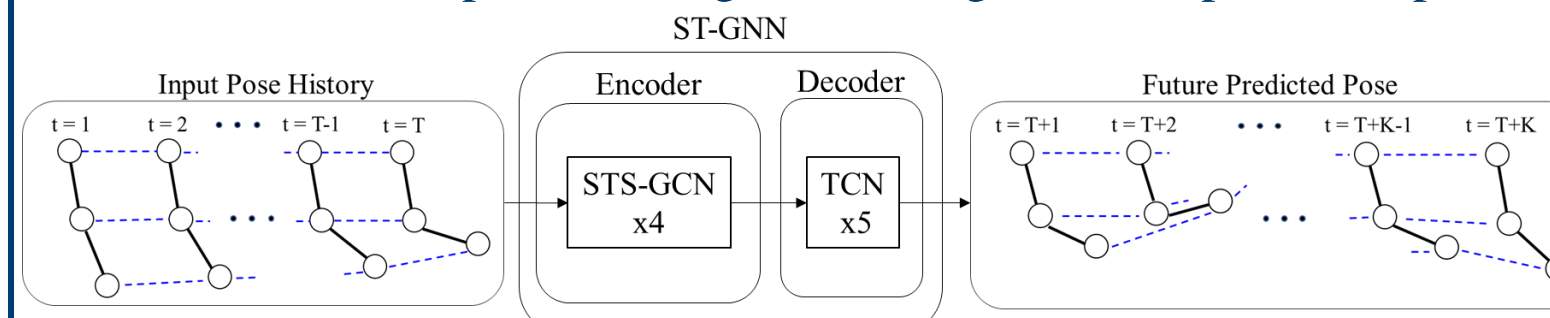 ST-GNN
Input Pose History
Encoder
Decoder
Future Predicted Pose
t = 1 t = 2 • • • t = T-1 t = T
t = T+1 t = T+2 • • • t = T+K-1 t = T+K
STS-GCN
x4
TCN
x5